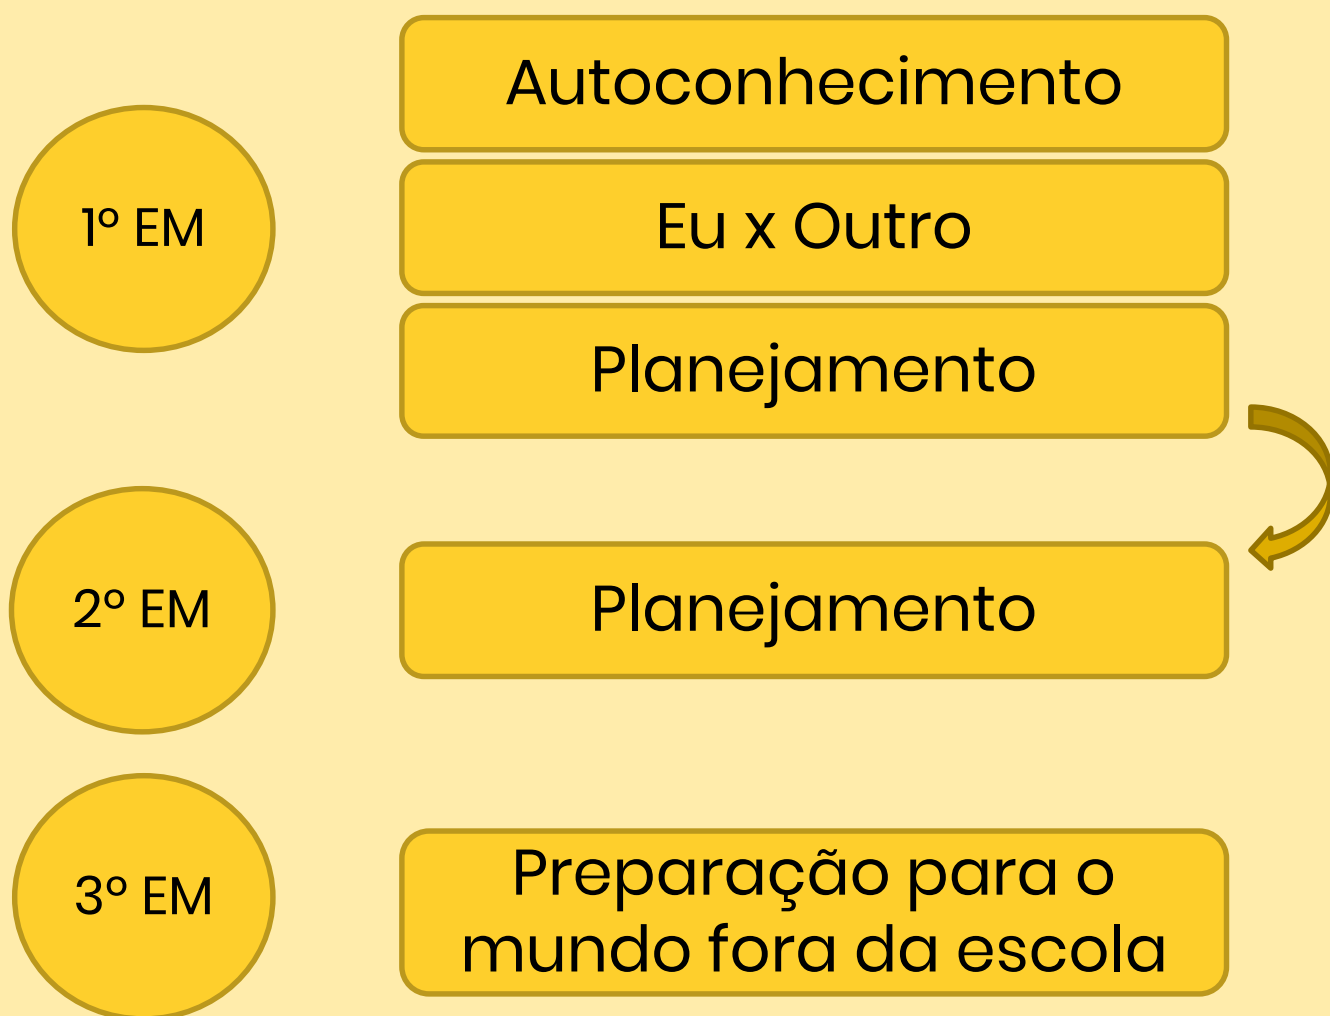 1º EM
Autoconhecimento
Eu x Outro
Planejamento
2º EM
Planejamento
3º EM
Preparação para o
mundo fora da escola